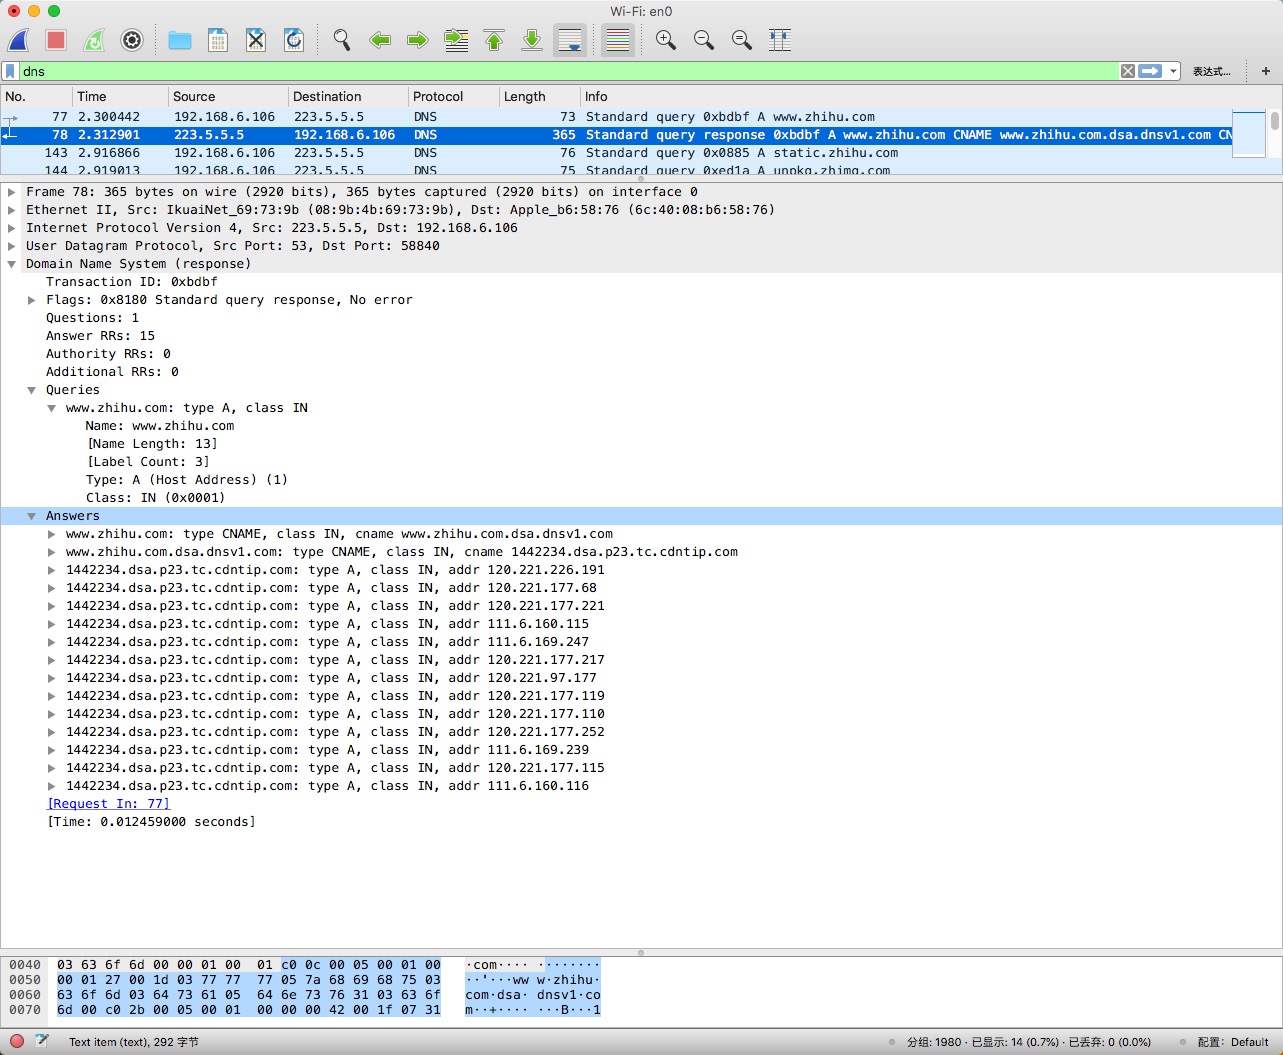 Wi-Fi: en0
dns
表达式...
+
No. Time Source Destination Protocol Length Info
77 2.300442 192.168.6.106 223.5.5.5 DNS 73 Standard query 0xbdbf A www.zhihu.com
78 2.312901 223.5.5.5 192.168.6.106 DNS 365 Standard query response 0xbdbf A www.zhihu.com CNAME www.zhihu.com.dsa.dnsv1.com CN
143 2.916866 192.168.6.106 223.5.5.5 DNS 76 Standard query 0x0885 A static.zhihu.com
144 2.919013 192.168.6.106 223.5.5.5 DNS 75 Standard query 0xed1a A unpkg.zhimg.com
Frame 78: 365 bytes on wire (2920 bits), 365 bytes captured (2920 bits) on interface 0
Ethernet II, Src: IkuaiNet_69:73:9b (08:9b:4b:69:73:9b), Dst: Apple_b6:58:76 (6c:40:08:b6:58:76)
Internet Protocol Version 4, Src: 223.5.5.5, Dst: 192.168.6.106
User Datagram Protocol, Src Port: 53, Dst Port: 58840
Domain Name System (response)
Transaction ID: 0xbdbf
Flags: 0x8180 Standard query response, No error
Questions: 1
Answer RRs: 15
Authority RRs: 0
Additional RRs: 0
Queries
www.zhihu.com: type A, class IN
Name: www.zhihu.com
[Name Length: 13]
[Label Count: 3]
Type: A (Host Address) (1)
Class: IN (0x0001)
Answers
www.zhihu.com: type CNAME, class IN, cname www.zhihu.com.dsa.dnsv1.com
www.zhihu.com.dsa.dnsv1.com: type CNAME, class IN, cname 1442234.dsa.p23.tc.cdntip.com
1442234.dsa.p23.tc.cdntip.com: type A, class IN, addr 120.221.226.191
1442234.dsa.p23.tc.cdntip.com: type A, class IN, addr 120.221.177.68
1442234.dsa.p23.tc.cdntip.com: type A, class IN, addr 120.221.177.221
1442234.dsa.p23.tc.cdntip.com: type A, class IN, addr 111.6.160.115
1442234.dsa.p23.tc.cdntip.com: type A, class IN, addr 111.6.169.247
1442234.dsa.p23.tc.cdntip.com: type A, class IN, addr 120.221.177.217
1442234.dsa.p23.tc.cdntip.com: type A, class IN, addr 120.221.97.177
1442234.dsa.p23.tc.cdntip.com: type A, class IN, addr 120.221.177.119
1442234.dsa.p23.tc.cdntip.com: type A, class IN, addr 120.221.177.110
1442234.dsa.p23.tc.cdntip.com: type A, class IN, addr 120.221.177.252
1442234.dsa.p23.tc.cdntip.com: type A, class IN, addr 111.6.169.239
1442234.dsa.p23.tc.cdntip.com: type A, class IN, addr 120.221.177.115
1442234.dsa.p23.tc.cdntip.com: type A, class IN, addr 111.6.160.116
[Request In: 77]
[Time: 0.012459000 seconds]
0040 03 63 6f 6d 00 00 01 00 01 c0 0c 00 05 00 01 00 ·com···· ········
0050 00 01 27 00 1d 03 77 77 77 05 7a 68 69 68 75 03 ··'···ww w·zhihu·
0060 63 6f 6d 03 64 73 61 05 64 6e 73 76 31 03 63 6f com·dsa· dnsv1·co
0070 6d 00 c0 2b 00 05 00 01 00 00 00 42 00 1f 07 31 m··+···· ···B···1
Text item (text), 292 字节
分组: 1980 · 已显示: 14 (0.7%) · 已丢弃: 0 (0.0%)
配置: Default